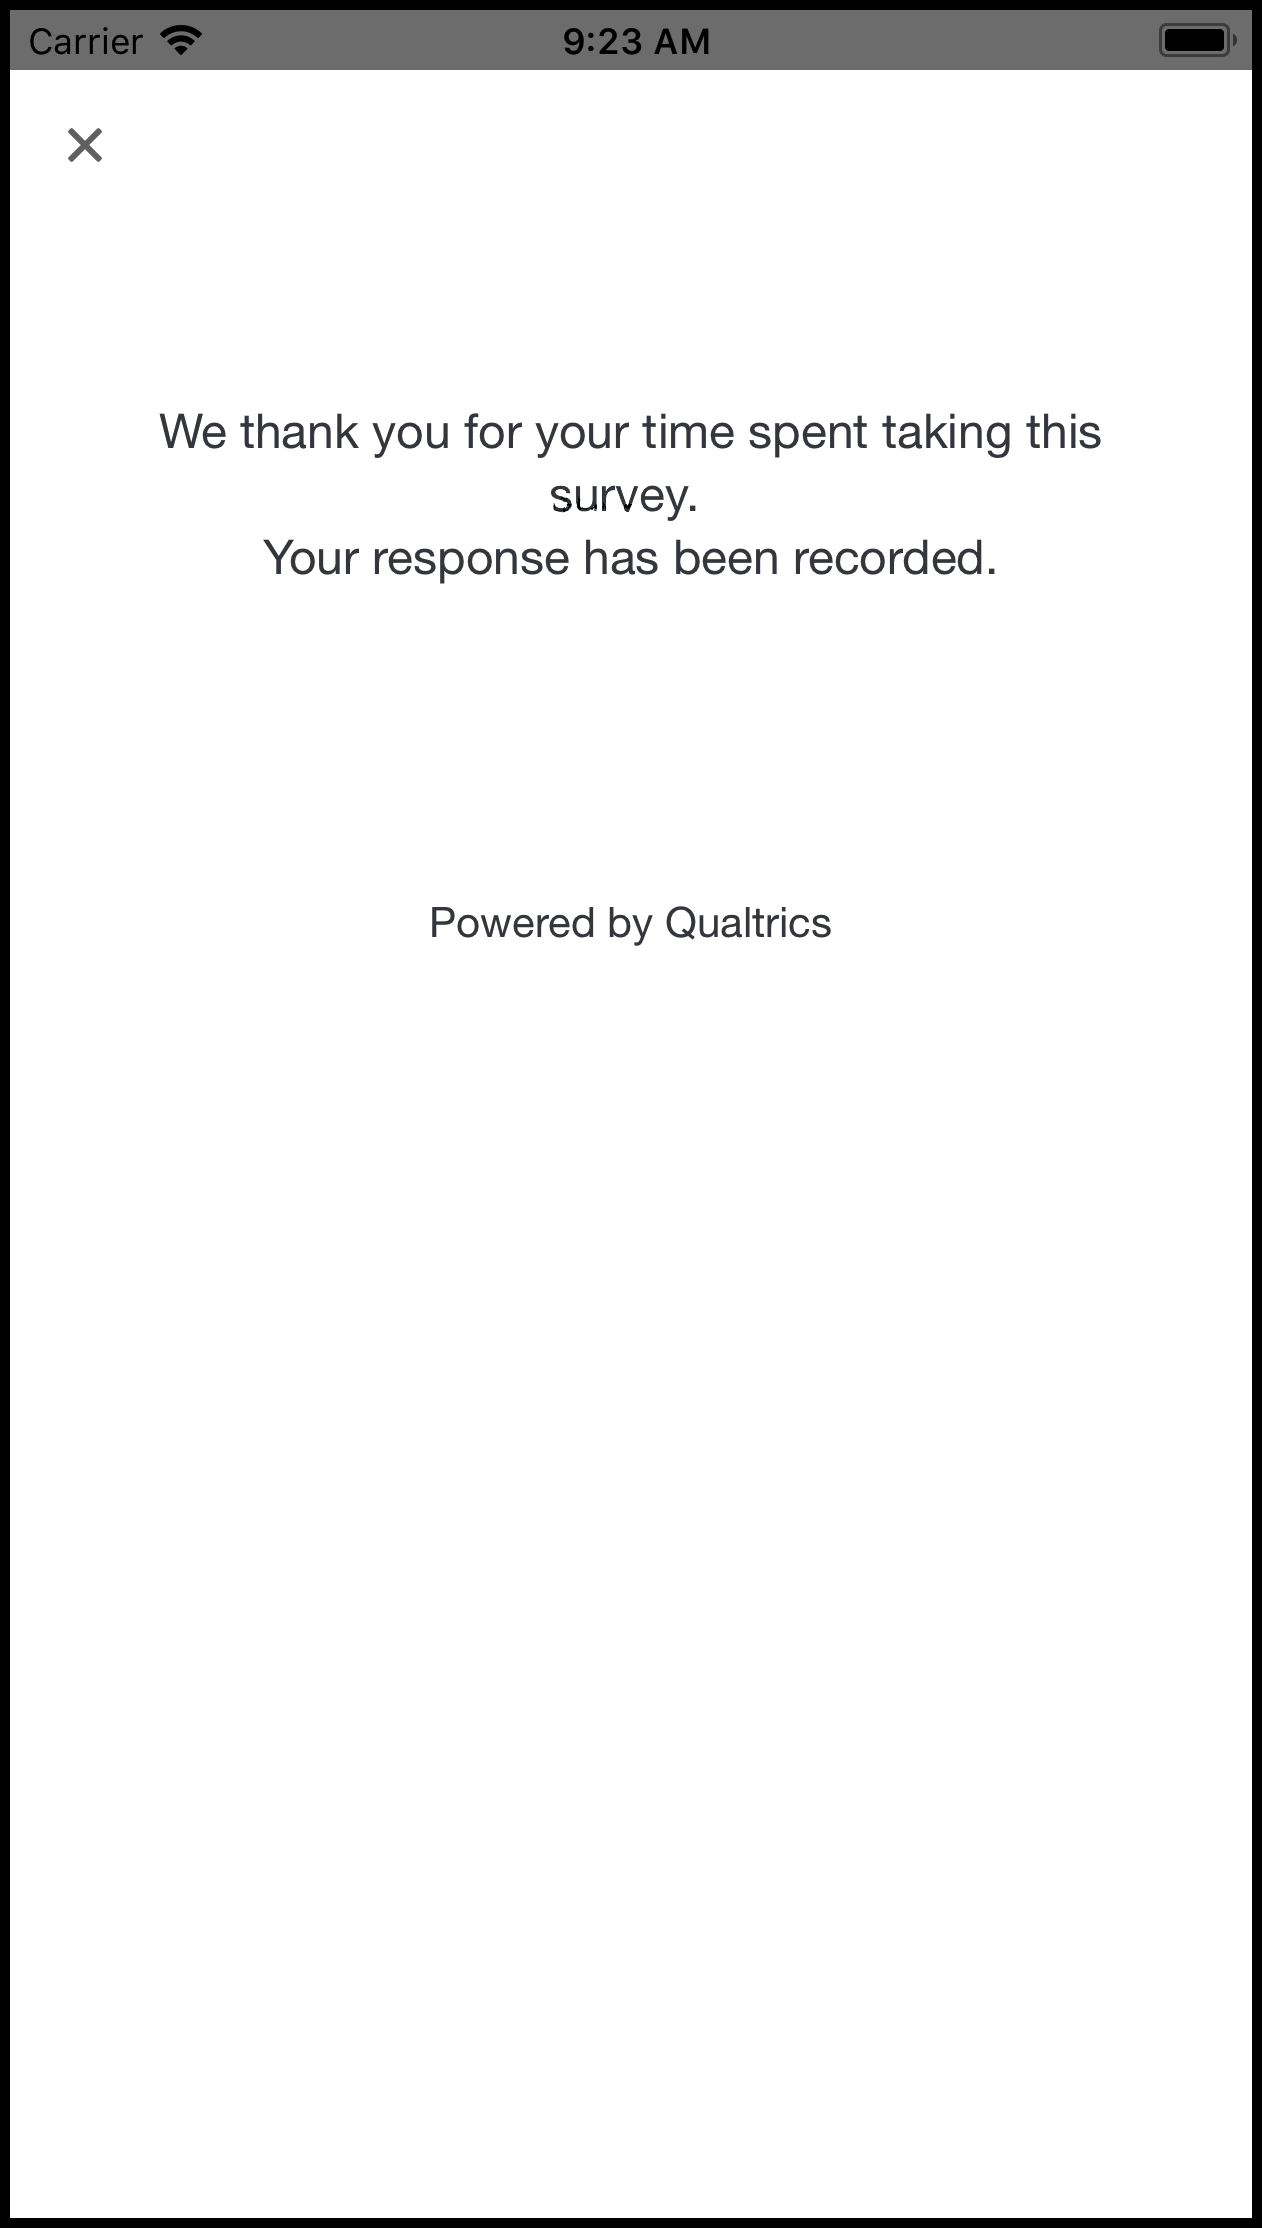 Carrier
9:23 AM
We thank you for your time spent taking this
survey.
Your response has been recorded.
Powered by Qualtrics